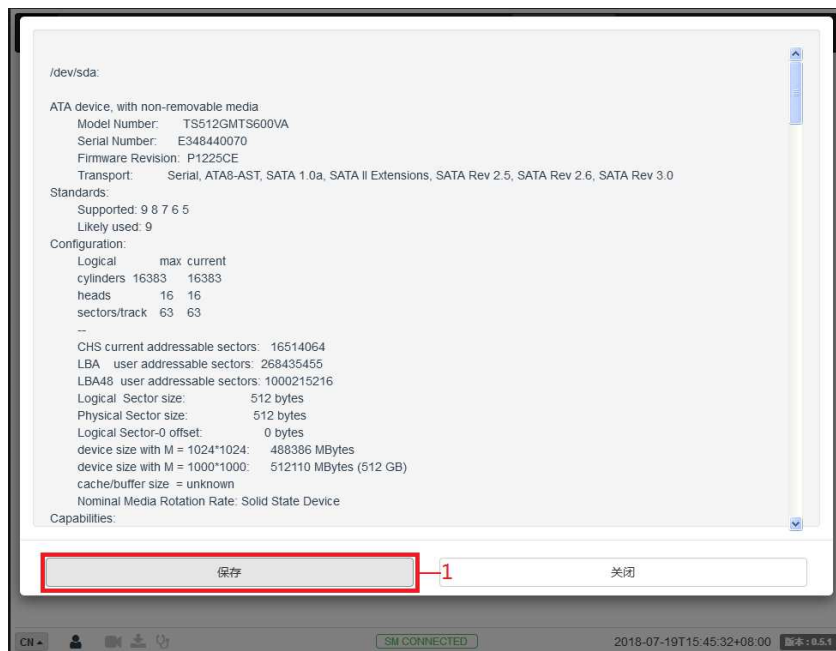 /dev/sda:
ATA device, with non-removable media
Model Number: TS512GMTS600VA
Serial Number: E348440070
Firmware Revision: P1225CE
Transport: Serial, ATA8-AST, SATA 1.0a, SATA II Extensions, SATA Rev 2.5, SATA Rev 2.6, SATA Rev 3.0
Standards:
Supported: 9 8 7 6 5
Likely used: 9
Configuration:
Logical max current
cylinders 16383 16383
heads 16 16
sectors/track 63 63
--
CHS current addressable sectors: 16514064
LBA user addressable sectors: 268435455
LBA48 user addressable sectors: 1000215216
Logical Sector size: 512 bytes
Physical Sector size: 512 bytes
Logical Sector-0 offset: 0 bytes
device size with M = 1024*1024: 488386 MBytes
device size with M = 1000*1000: 512110 MBytes (512 GB)
cache/buffer size = unknown
Nominal Media Rotation Rate: Solid State Device
Capabilities:
保存 1 关闭
CN SM CONNECTED 2018-07-19T15:45:32+08:00 版本：0.5.1